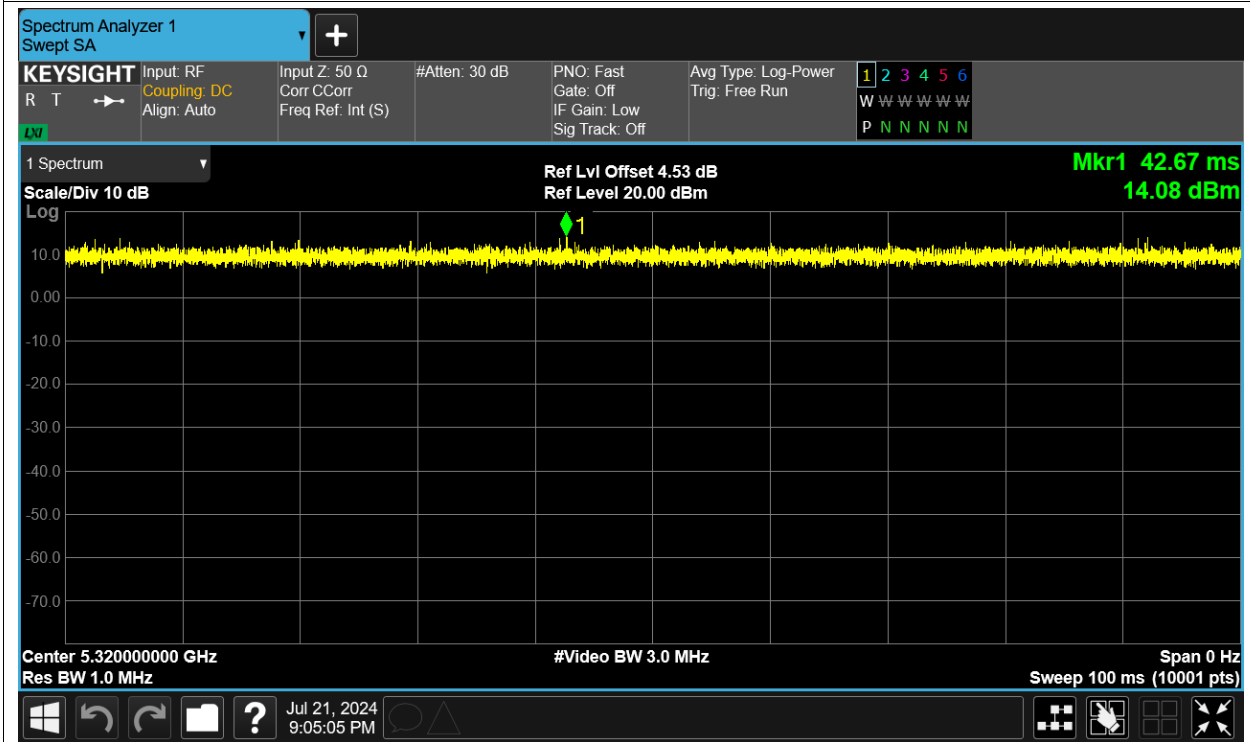 Spectrum Analyzer 1
Swept SA
KEYSIGHT
R T
LXI
Input: RF
Coupling: DC
Align: Auto
Input Z: 50 Ω
Corr CCorr
Freq Ref: Int (S)
#Atten: 30 dB
PNO: Fast
Gate: Off
IF Gain: Low
Sig Track: Off
Avg Type: Log-Power
Trig: Free Run
1 2 3 4 5 6
W W W W W W
P N N N N N
1 Spectrum
Scale/Div 10 dB
Log
Ref Lvl Offset 4.53 dB
Ref Level 20.00 dBm
Mkr1 42.67 ms
14.08 dBm
1
10.0
0.00
-10.0
-20.0
-30.0
-40.0
-50.0
-60.0
-70.0
Center 5.320000000 GHz
Res BW 1.0 MHz
#Video BW 3.0 MHz
Span 0 Hz
Sweep 100 ms (10001 pts)
?
Jul 21, 2024
9:05:05 PM